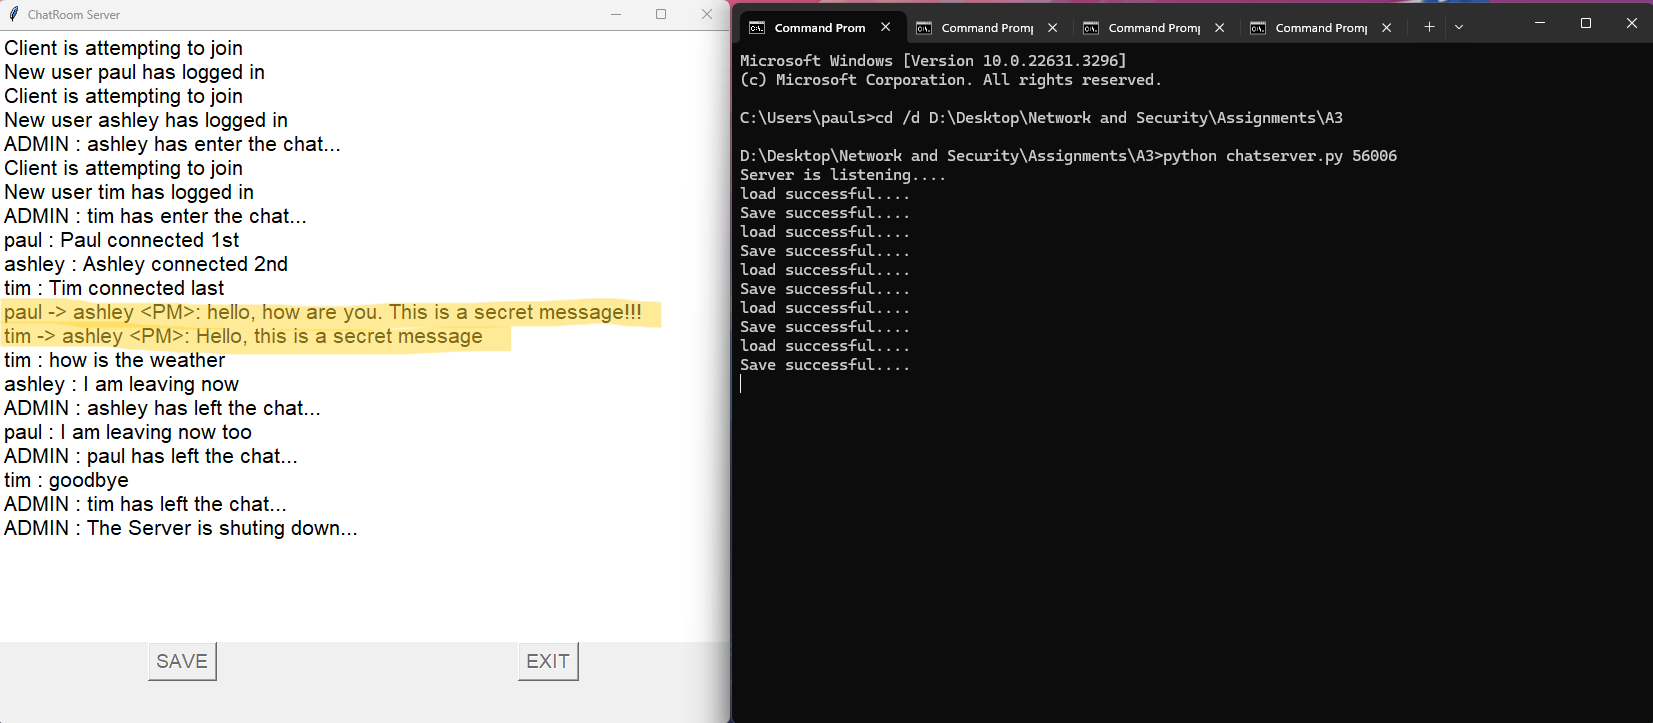 ChatRoom Server
Client is attempting to join
New user paul has logged in
Client is attempting to join
New user ashley has logged in
ADMIN : ashley has enter the chat...
Client is attempting to join
New user tim has logged in
ADMIN : tim has enter the chat...
paul : Paul connected 1st
ashley : Ashley connected 2nd
tim : Tim connected last
paul -> ashley <PM>: hello, how are you. This is a secret message!!!
tim -> ashley <PM>: Hello, this is a secret message
tim : how is the weather
ashley : I am leaving now
ADMIN : ashley has left the chat...
paul : I am leaving now too
ADMIN : paul has left the chat...
tim : goodbye
ADMIN : tim has left the chat...
ADMIN : The Server is shuting down...
SAVE
EXIT
Command Prom
Command Promp
Command Promp
Command Promp
Microsoft Windows [Version 10.0.22631.3296]
(c) Microsoft Corporation. All rights reserved.
C:\Users\pauls>cd /d D:\Desktop\Network and Security\Assignments\A3
D:\Desktop\Network and Security\Assignments\A3>python chatserver.py 56006
Server is listening....
load successful....
Save successful....
load successful....
Save successful....
load successful....
Save successful....
load successful....
Save successful....
load successful....
Save successful....